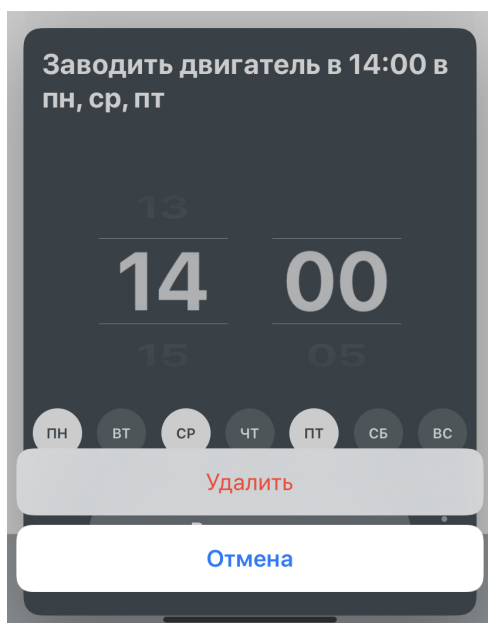 Заводить двигатель в 14:00 в
пн, ср, пт
13
14 00
15 05
ПН ВТ СР ЧТ ПТ СБ ВС
Удалить
Отмена